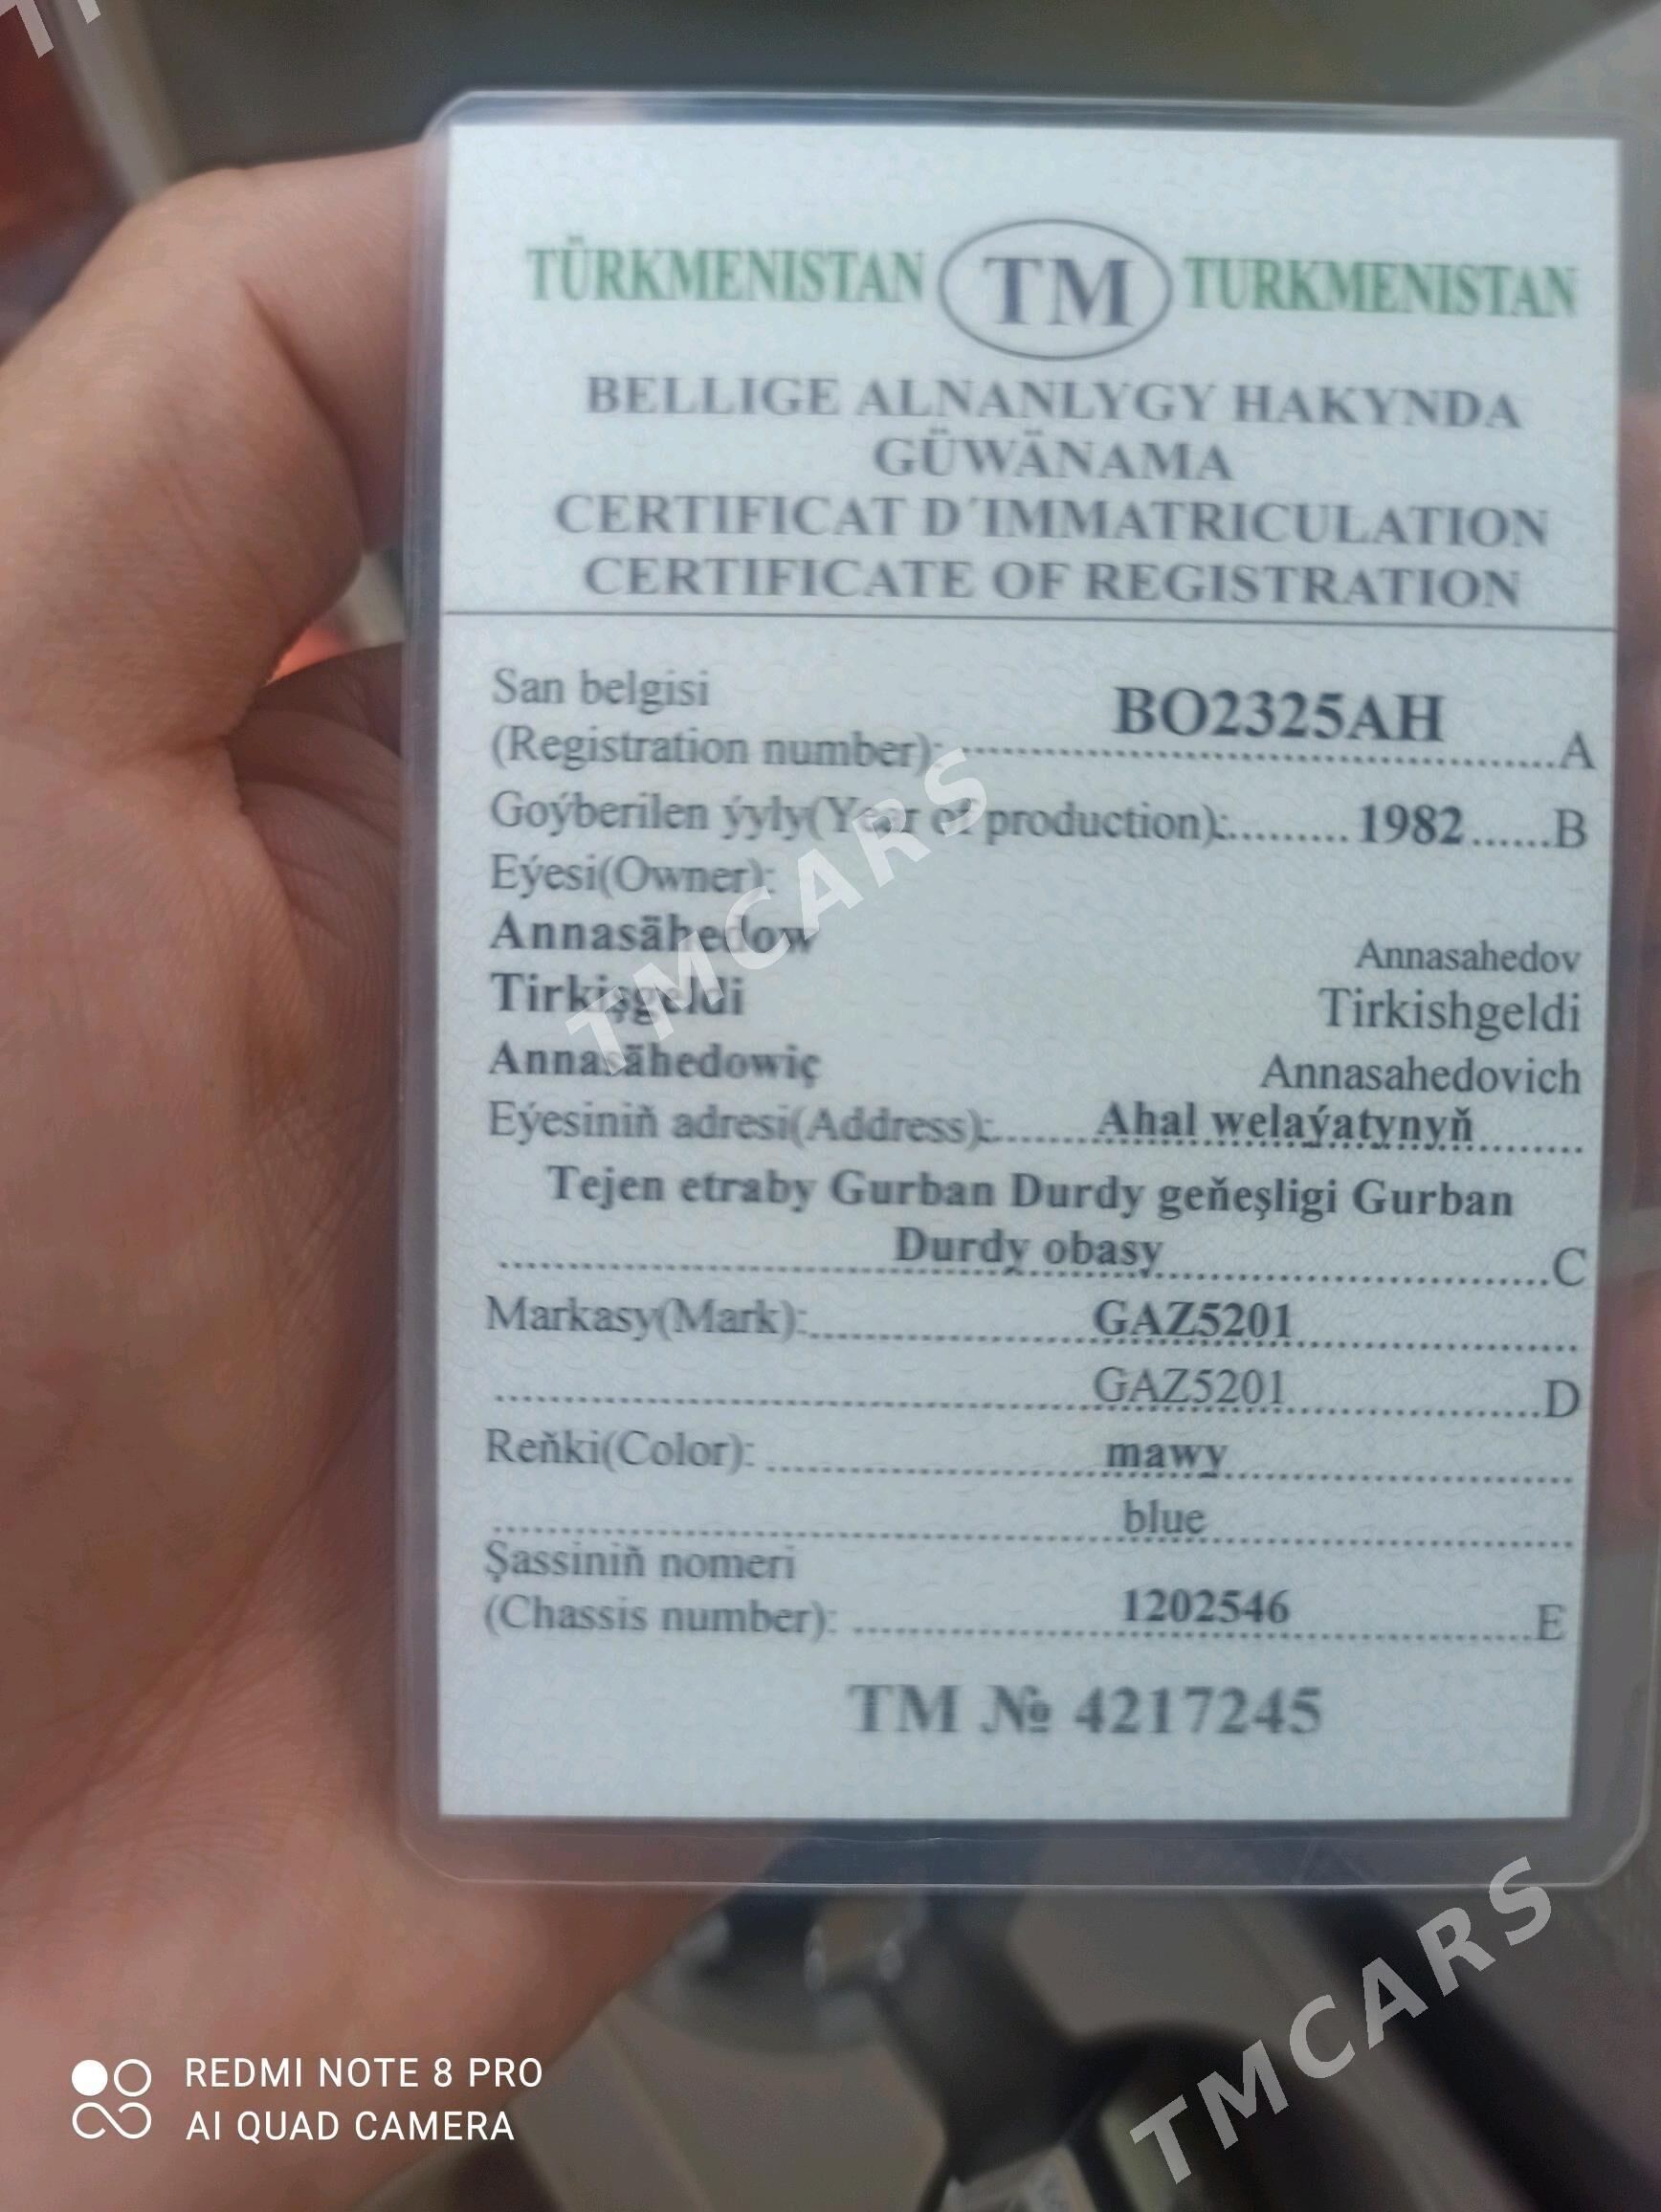 TÜRKMENISTAN TM TURKMENISTAN
BELLIGE ALNANLYGY HAKYNDA
GÜWÄNAMA
CERTIFICAT D´IMMATRICULATION
CERTIFICATE OF REGISTRATION
San belgisi
(Registration number): BO2325AH A
Goýberilen ýyly(Year of production): 1982 B
Eýesi(Owner):
Annasähedow Annasahedov
Tirkişgeldi Tirkishgeldi
Annasähedowiç Annasahedovich
Eýesiniň adresi(Address): Ahal welaýatynyň
Tejen etraby Gurban Durdy geňeşligi Gurban
Durdy obasy C
Markasy(Mark): GAZ5201
GAZ5201 D
Reňki(Color): mawy
blue
Şassiniň nomeri
(Chassis number): 1202546 E
TM № 4217245
TMCARS
TMCARS
REDMI NOTE 8 PRO
AI QUAD CAMERA